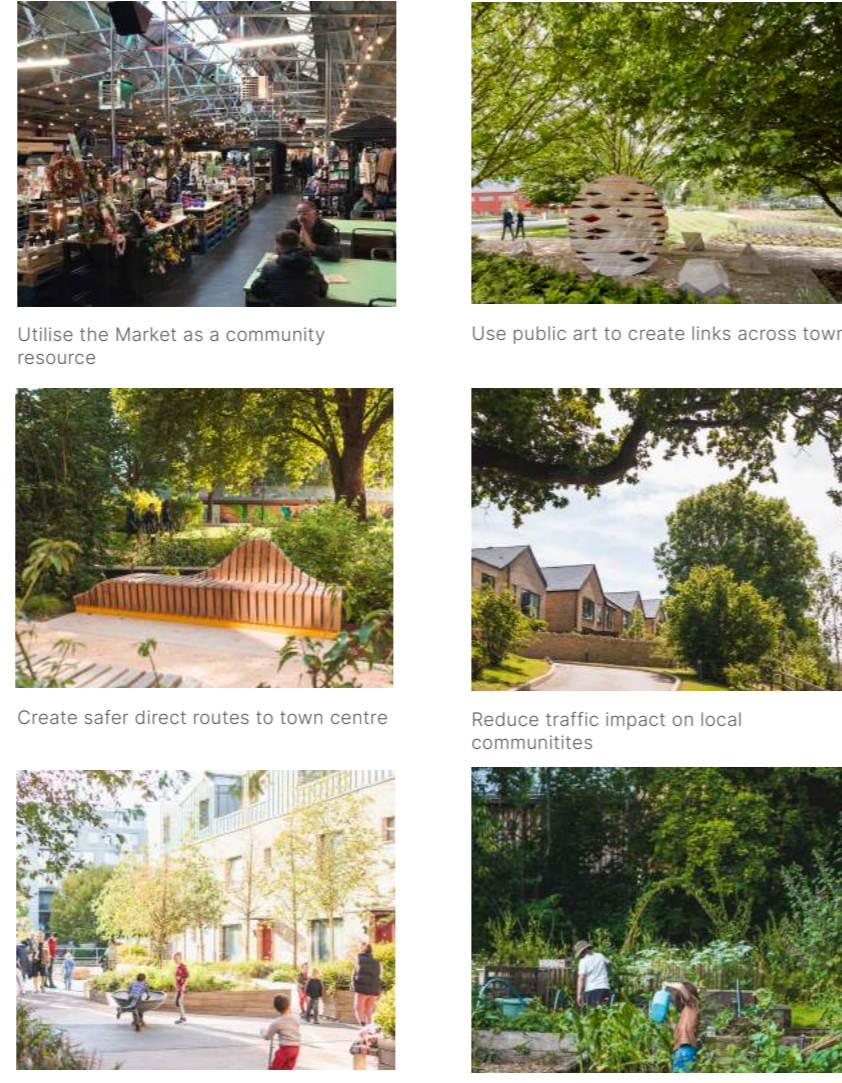 Utilise the Market as a community
resource
Use public art to create links across town
Create safer direct routes to town centre
Reduce traffic impact on local
communitites